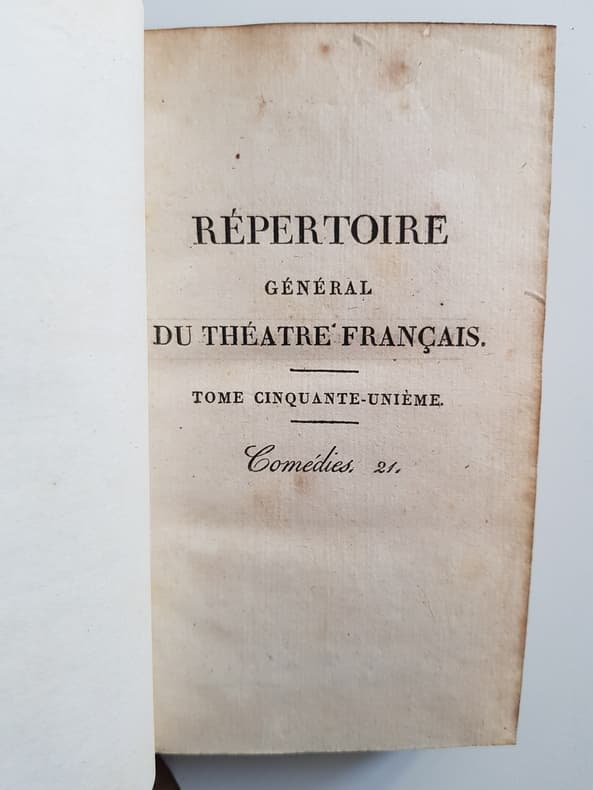 RÉPERTOIRE
GÉNÉRAL
DU THÉATRE FRANÇAIS.
TOME CINQUANTE-UNIÈME.
Comédies. 21.